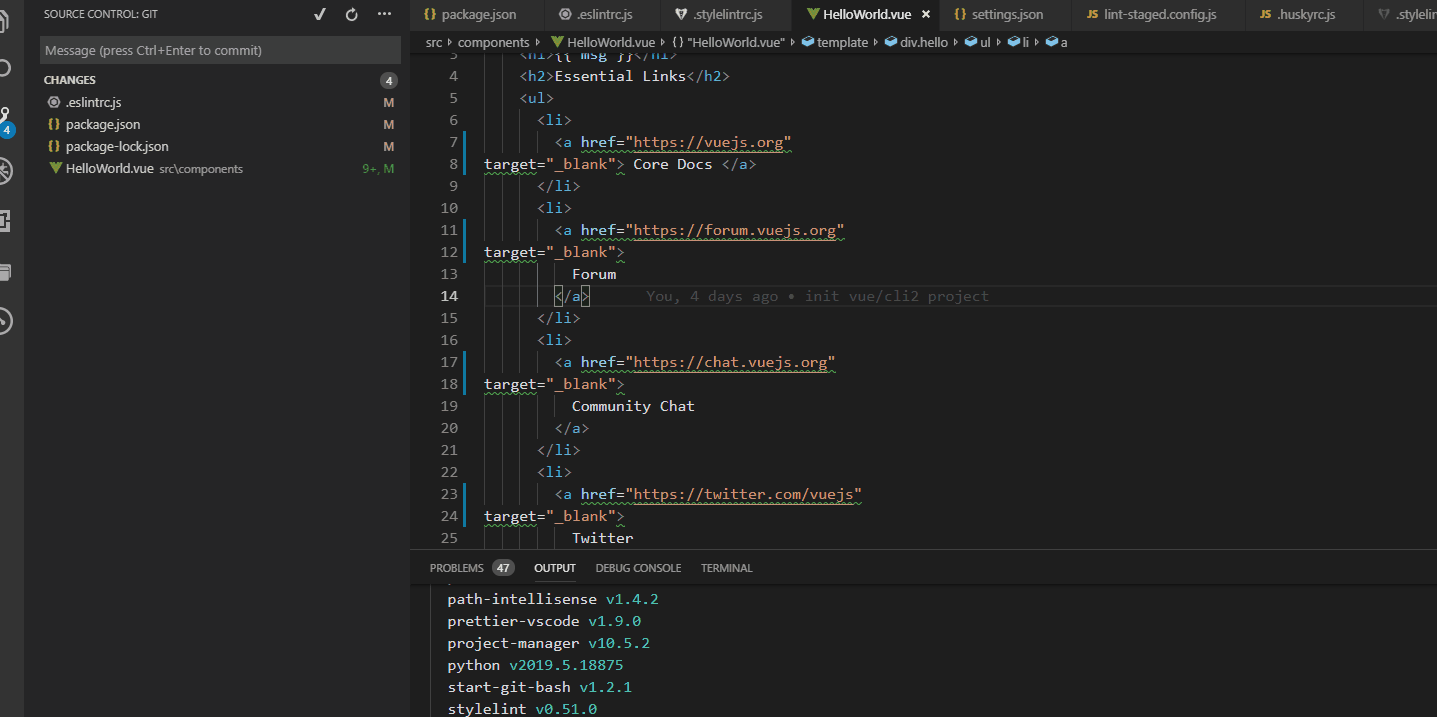 SOURCE CONTROL: GIT
Message (press Ctrl+Enter to commit)
CHANGES 4
.eslintrc.js M
package.json M
package-lock.json M
HelloWorld.vue src\components 9+, M
4
package.json .eslintrc.js .stylelintrc.js HelloWorld.vue × settings.json JS lint-staged.config.js JS .huskyrc.js .stylelin
src components HelloWorld.vue {} "HelloWorld.vue" template div.hello ul li a
3 <h1>{{ msg }}</h1>
4 <h2>Essential Links</h2>
5 <ul>
6 <li>
7 <a href="https://vuejs.org"
8 target="_blank"> Core Docs </a>
9 </li>
10 <li>
11 <a href="https://forum.vuejs.org"
12 target="_blank">
13 Forum
14 </a> You, 4 days ago • init vue/cli2 project
15 </li>
16 <li>
17 <a href="https://chat.vuejs.org"
18 target="_blank">
19 Community Chat
20 </a>
21 </li>
22 <li>
23 <a href="https://twitter.com/vuejs"
24 target="_blank">
25 Twitter
PROBLEMS 47 OUTPUT DEBUG CONSOLE TERMINAL
path-intellisense v1.4.2
prettier-vscode v1.9.0
project-manager v10.5.2
python v2019.5.18875
start-git-bash v1.2.1
stylelint v0.51.0